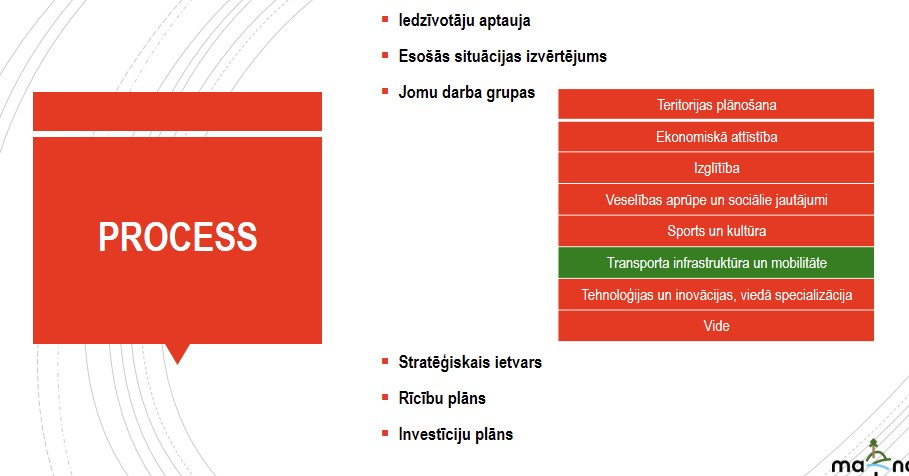 PROCESS
Iedzīvotāju aptauja
Esošās situācijas izvērtējums
Jomu darba grupas
Teritorijas plānošana
Ekonomiskā attīstība
Izglītība
Veselības aprūpe un sociālie jautājumi
Sports un kultūra
Transporta infrastruktūra un mobilitāte
Tehnoloģijas un inovācijas, viedā specializācija
Vide
Stratēģiskais ietvars
Rīcību plāns
Investīciju plāns